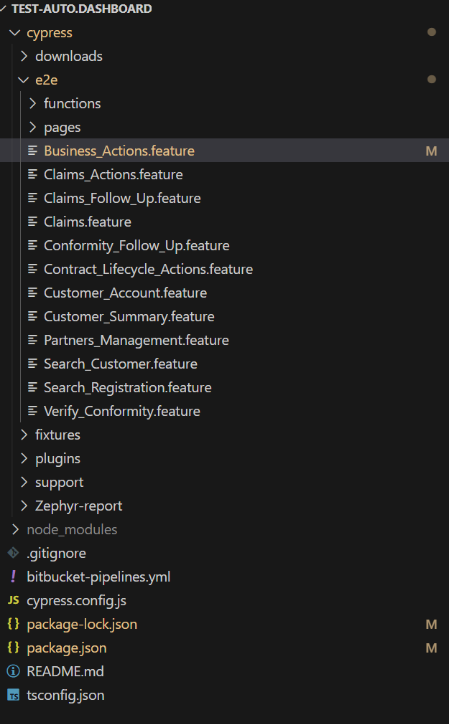 TEST-AUTO.DASHBOARD
cypress
downloads
e2e
functions
pages
Business_Actions.feature M
Claims_Actions.feature
Claims_Follow_Up.feature
Claims.feature
Conformity_Follow_Up.feature
Contract_Lifecycle_Actions.feature
Customer_Account.feature
Customer_Summary.feature
Partners_Management.feature
Search_Customer.feature
Search_Registration.feature
Verify_Conformity.feature
fixtures
plugins
support
Zephyr-report
node_modules
.gitignore
! bitbucket-pipelines.yml
JS cypress.config.js
{} package-lock.json M
{} package.json M
README.md
TS tsconfig.json